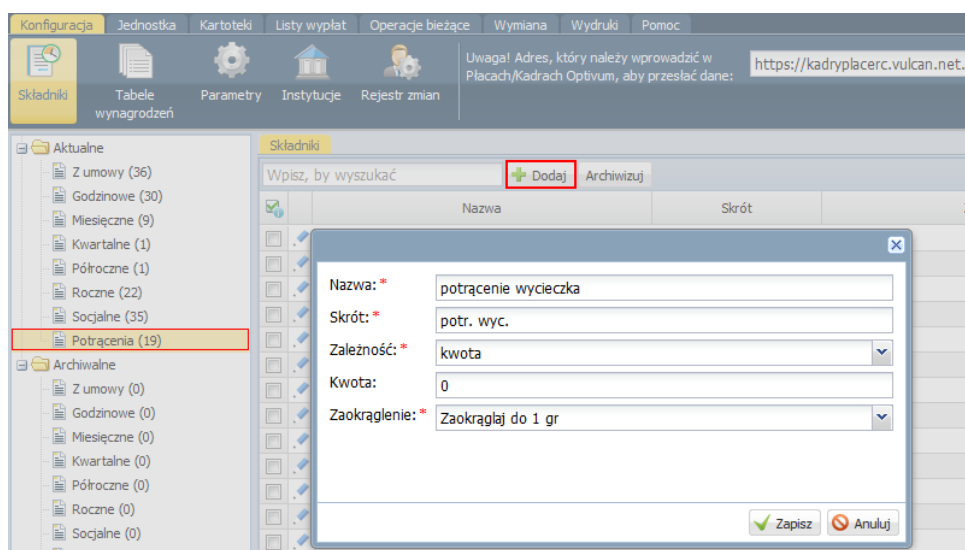 Konfiguracja Jednostka Kartoteki Listy wypłat Operacje bieżące Wymiana Wydruki Pomoc
Uwaga! Adres, który należy wprowadzić w
Płacach/Kadrach Optivum, aby przesłać dane:
https://kadryplacerc.vulcan.net.
Składniki Tabele wynagrodzeń Parametry Instytucje Rejestr zmian
Aktualne
Z umowy (36)
Godzinowe (30)
Miesięczne (9)
Kwartalne (1)
Półroczne (1)
Roczne (22)
Socjalne (35)
Potrącenia (19)
Archiwalne
Z umowy (0)
Godzinowe (0)
Miesięczne (0)
Kwartalne (0)
Półroczne (0)
Roczne (0)
Socjalne (0)
Składniki
Wpisz, by wyszukać Dodaj Archiwizuj
Nazwa Skrót
Nazwa: * potrącenie wycieczka
Skrót: * potr. wyc.
Zależność: * kwota
Kwota: 0
Zaokrąglenie: * Zaokrąglaj do 1 gr
Zapisz Anuluj